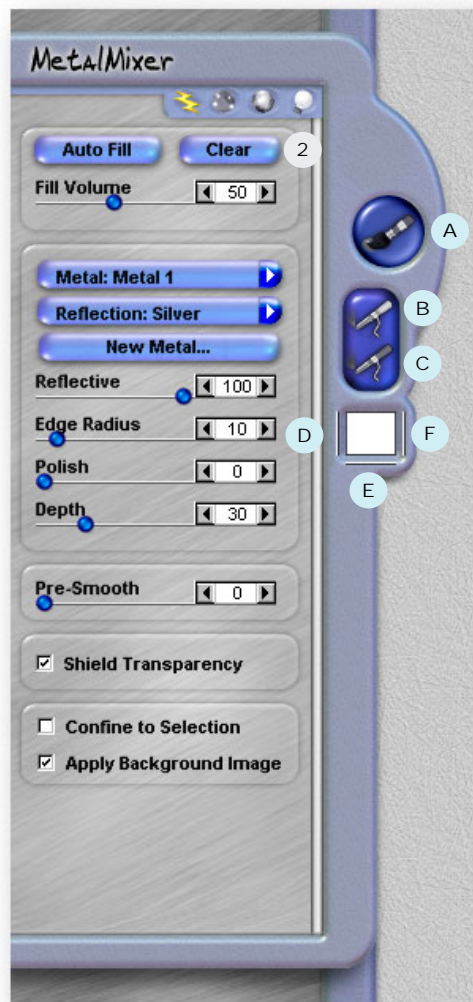 MetalMixer
Auto Fill Clear 2
Fill Volume 50
A
Metal: Metal 1
Reflection: Silver
B
New Metal...
C
Reflective 100
Edge Radius 10 D F
Polish 0
E
Depth 30
Pre-Smooth 0
Shield Transparency
Confine to Selection
Apply Background Image